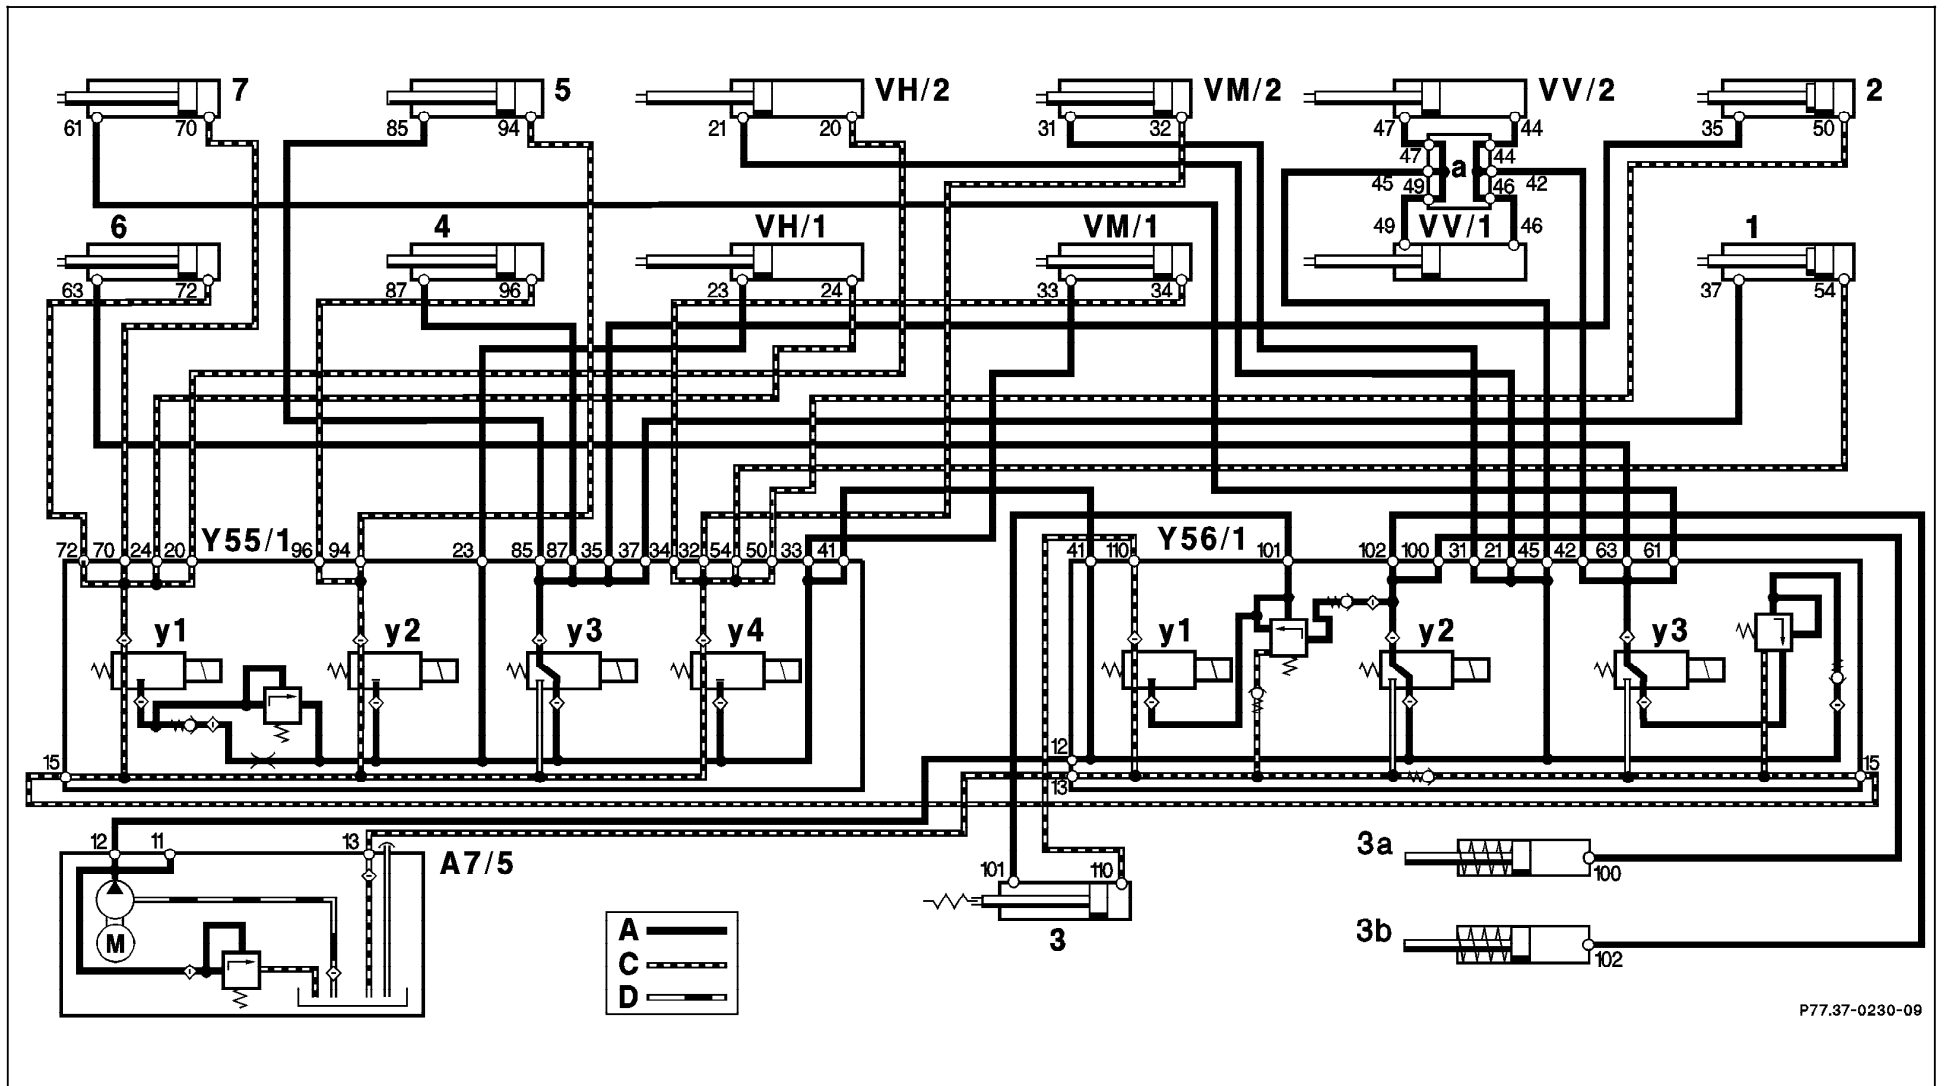 7 5 VH/2 VM/2 VV/2 2
61 70 85 94 21 20 31 32 47 44 35 50
47 44
a
45 49 46 42
6 4 VH/1 VM/1 49 VV/1 46 1
63 72 87 96 23 24 33 34 37 54
72 70 24 20 Y55/1 96 94 23 85 87 35 37 34 32 54 50 33 41 41 110 Y56/1 101 102 100 31 21 45 42 63 61
y1 y2 y3 y4 y1 y2 y3
15 12 15
13
12 11 13 A7/5
3a 100
101 110
M
A
C
D
3
3b 102
P77.37-0230-09